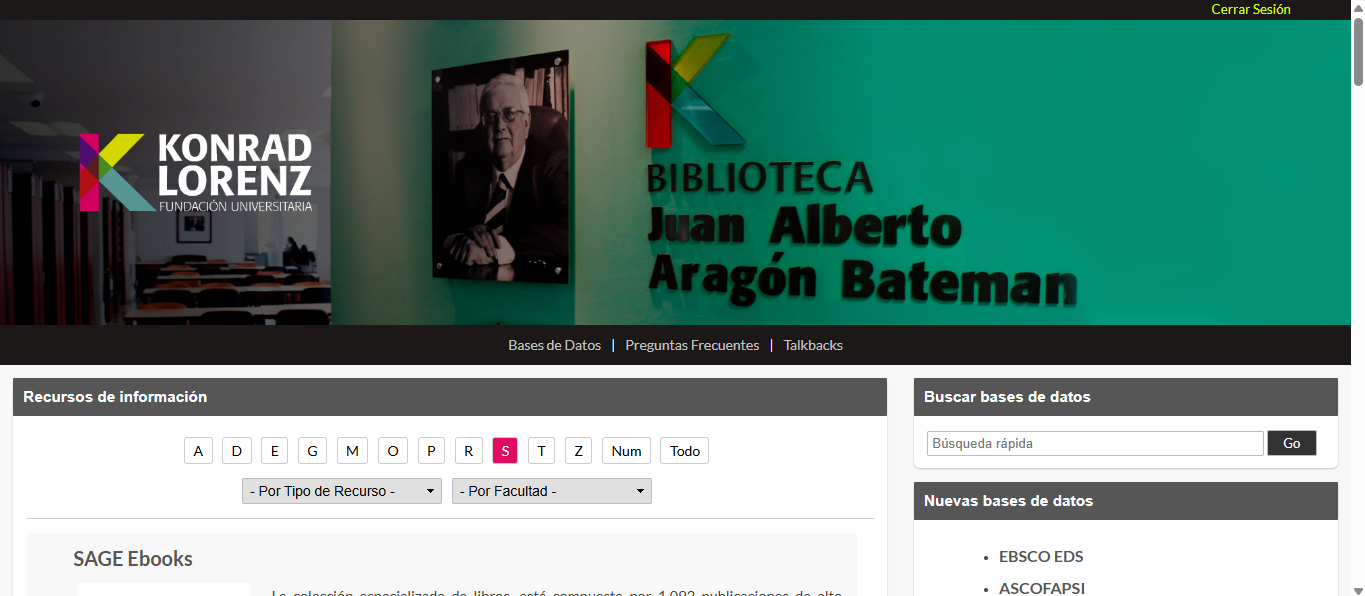 Cerrar Sesión
KONRAD
LORENZ
FUNDACIÓN UNIVERSITARIA
BIBLIOTECA
Juan Alberto
Aragón Bateman
Bases de Datos | Preguntas Frecuentes | Talkbacks
Recursos de información
A D E G M O P R S T Z Num Todo
- Por Tipo de Recurso - - Por Facultad -
SAGE Ebooks
La colección especializada de libros, está compuesta por 1.092 publicaciones de alto
Buscar bases de datos
Búsqueda rápida Go
Nuevas bases de datos
• EBSCO EDS
• ASCOFAPSI